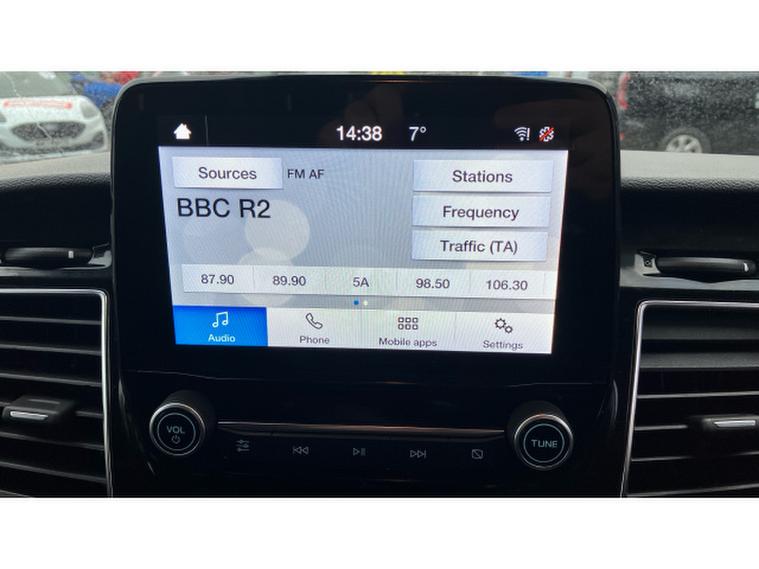 14:38 7°
Sources FM AF Stations
BBC R2
Frequency
Traffic (TA)
87.90 89.90 5A 98.50 106.30
Audio Phone Mobile apps Settings
VOL
TUNE